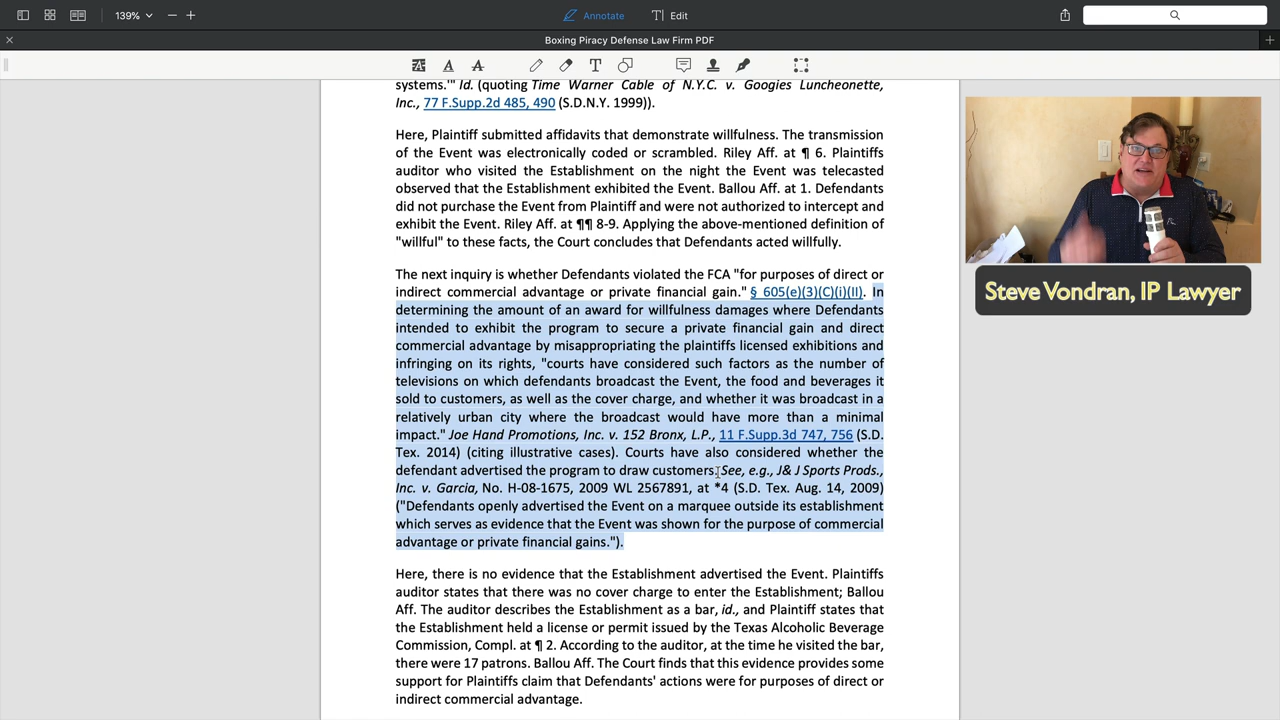 139%
Annotate
Edit
Boxing Piracy Defense Law Firm PDF
systems.'" Id. (quoting Time Warner Cable of N.Y.C. v. Googies Luncheonette,
Inc., 77 F.Supp.2d 485, 490 (S.D.N.Y. 1999)).
Here, Plaintiff submitted affidavits that demonstrate willfulness. The transmission
of the Event was electronically coded or scrambled. Riley Aff. at ¶ 6. Plaintiffs
auditor who visited the Establishment on the night the Event was telecasted
observed that the Establishment exhibited the Event. Ballou Aff. at 1. Defendants
did not purchase the Event from Plaintiff and were not authorized to intercept and
exhibit the Event. Riley Aff. at ¶¶ 8-9. Applying the above-mentioned definition of
"willful" to these facts, the Court concludes that Defendants acted willfully.
The next inquiry is whether Defendants violated the FCA "for purposes of direct or
indirect commercial advantage or private financial gain." § 605(e)(3)(C)(i)(II). In
determining the amount of an award for willfulness damages where Defendants
intended to exhibit the program to secure a private financial gain and direct
commercial advantage by misappropriating the plaintiffs licensed exhibitions and
infringing on its rights, "courts have considered such factors as the number of
televisions on which defendants broadcast the Event, the food and beverages it
sold to customers, as well as the cover charge, and whether it was broadcast in a
relatively urban city where the broadcast would have more than a minimal
impact." Joe Hand Promotions, Inc. v. 152 Bronx, L.P., 11 F.Supp.3d 747, 756 (S.D.
Tex. 2014) (citing illustrative cases). Courts have also considered whether the
defendant advertised the program to draw customers. See, e.g., J& J Sports Prods.,
Inc. v. Garcia, No. H-08-1675, 2009 WL 2567891, at *4 (S.D. Tex. Aug. 14, 2009)
("Defendants openly advertised the Event on a marquee outside its establishment
which serves as evidence that the Event was shown for the purpose of commercial
advantage or private financial gains.").
Here, there is no evidence that the Establishment advertised the Event. Plaintiffs
auditor states that there was no cover charge to enter the Establishment; Ballou
Aff. The auditor describes the Establishment as a bar, id., and Plaintiff states that
the Establishment held a license or permit issued by the Texas Alcoholic Beverage
Commission, Compl. at ¶ 2. According to the auditor, at the time he visited the bar,
there were 17 patrons. Ballou Aff. The Court finds that this evidence provides some
support for Plaintiffs claim that Defendants' actions were for purposes of direct or
indirect commercial advantage.
Steve Vondran, IP Lawyer